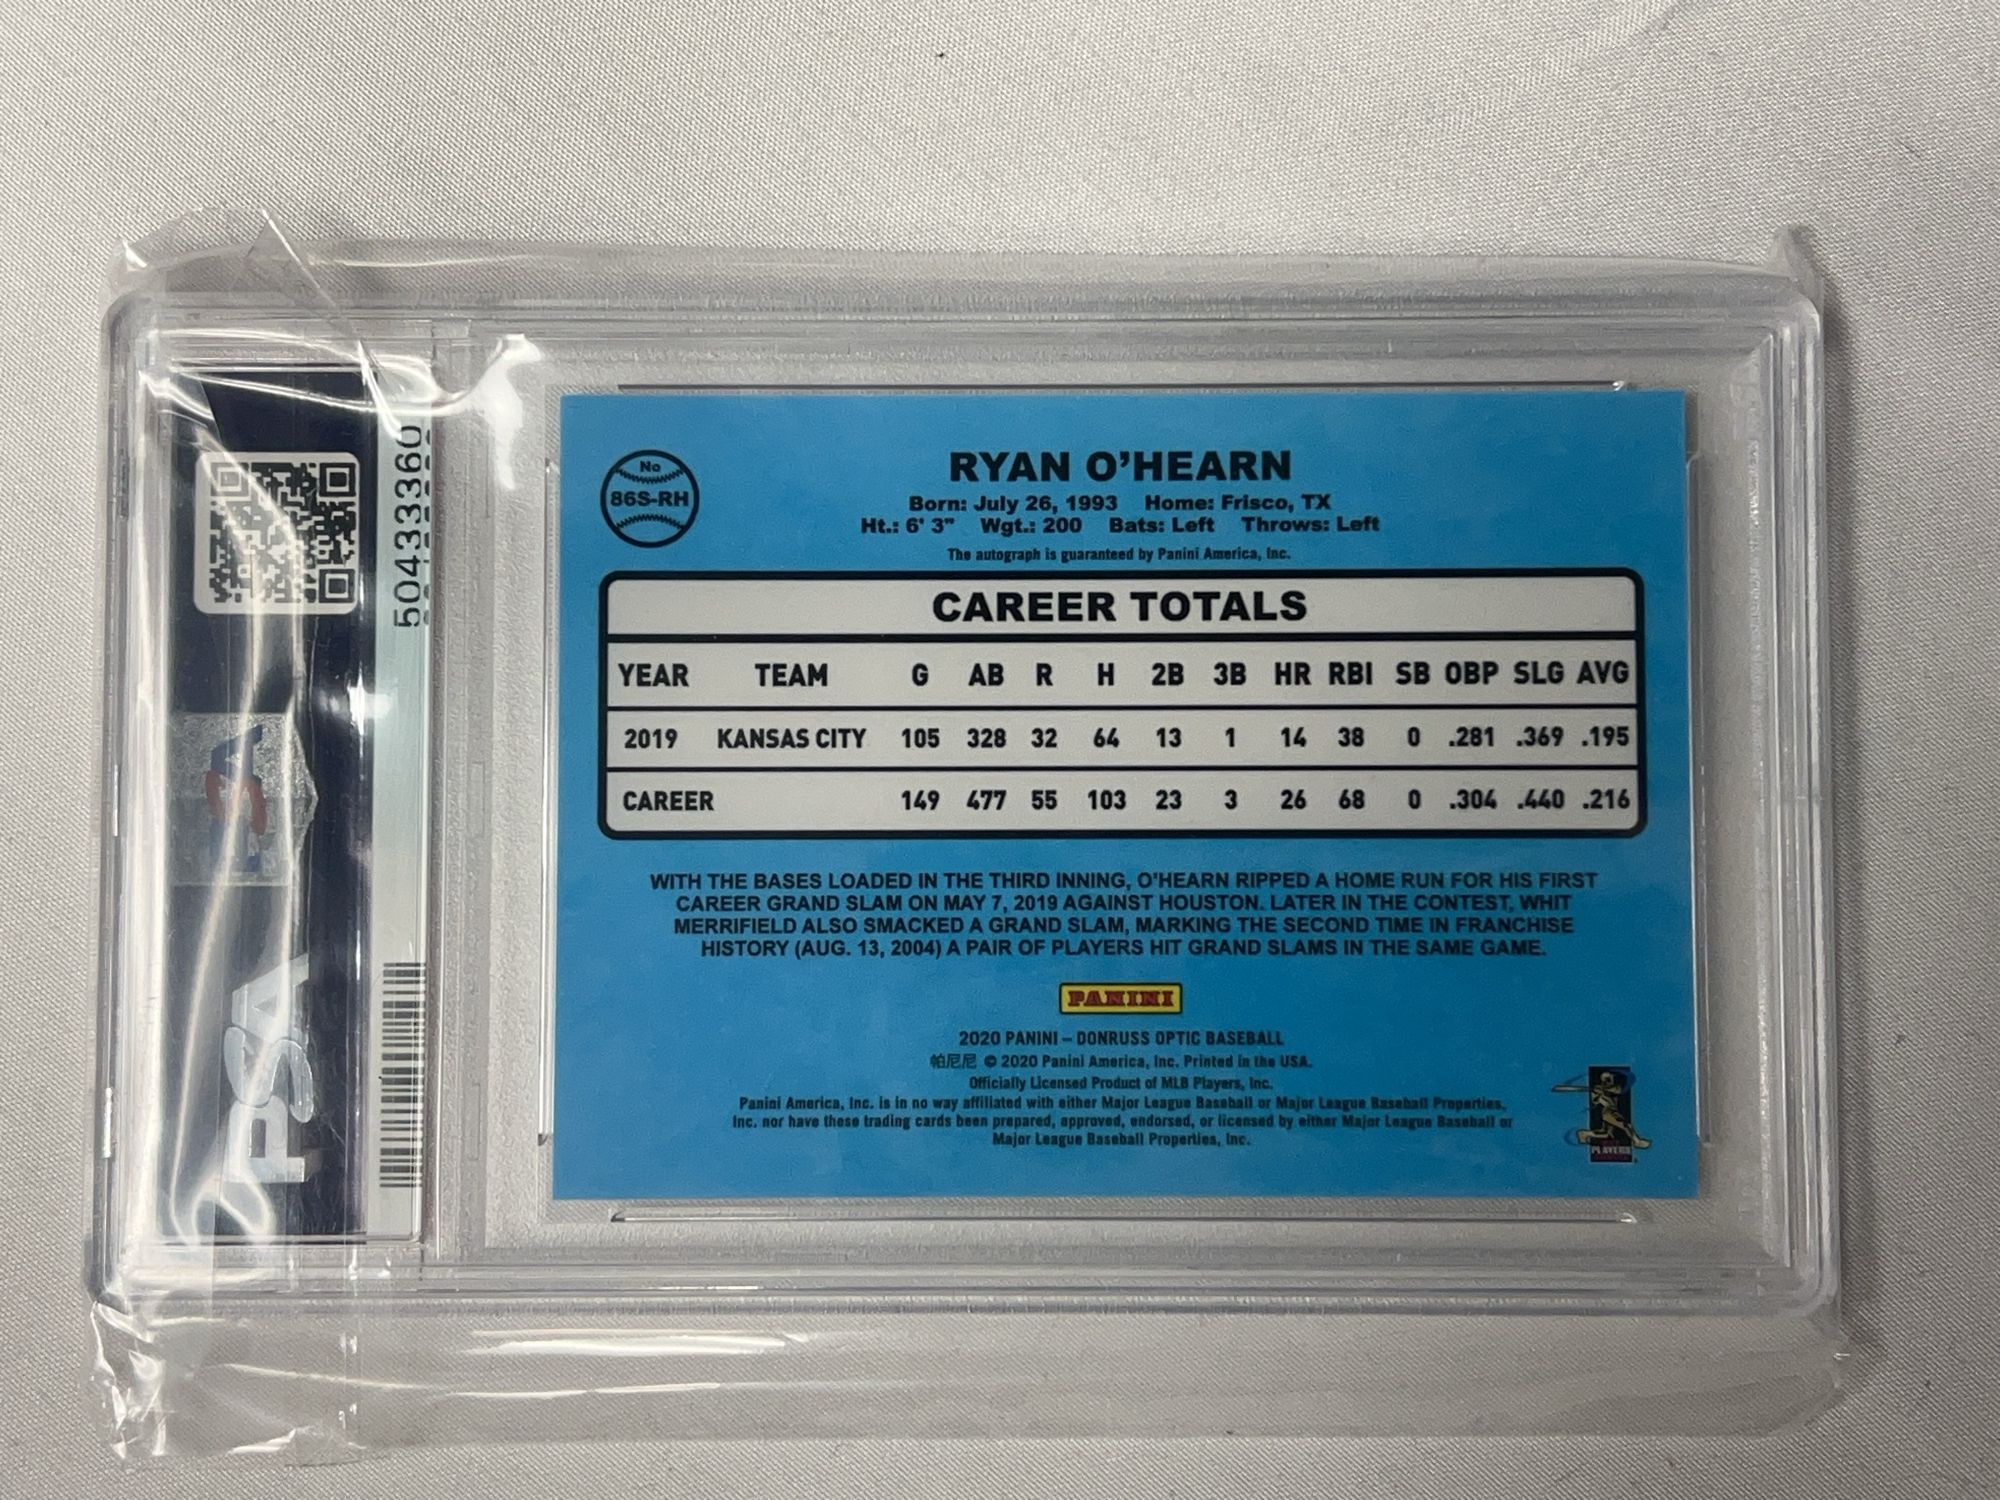 No
86S-RH
RYAN O'HEARN
Born: July 26, 1993 Home: Frisco, TX
Ht.: 6' 3" Wgt.: 200 Bats: Left Throws: Left
The autograph is guaranteed by Panini America, Inc.
CAREER TOTALS
YEAR TEAM G AB R H 2B 3B HR RBI SB OBP SLG AVG
2019 KANSAS CITY 105 328 32 64 13 1 14 38 0 .281 .369 .195
CAREER 149 477 55 103 23 3 26 68 0 .304 .440 .216
WITH THE BASES LOADED IN THE THIRD INNING, O'HEARN RIPPED A HOME RUN FOR HIS FIRST
CAREER GRAND SLAM ON MAY 7, 2019 AGAINST HOUSTON. LATER IN THE CONTEST, WHIT
MERRIFIELD ALSO SMACKED A GRAND SLAM, MARKING THE SECOND TIME IN FRANCHISE
HISTORY (AUG. 13, 2004) A PAIR OF PLAYERS HIT GRAND SLAMS IN THE SAME GAME.
PANINI
2020 PANINI – DONRUSS OPTIC BASEBALL
帕尼尼 © 2020 Panini America, Inc. Printed in the USA.
Officially Licensed Product of MLB Players, Inc.
Panini America, Inc. is in no way affiliated with either Major League Baseball or Major League Baseball Properties,
Inc. nor have these trading cards been prepared, approved, endorsed, or licensed by either Major League Baseball or
Major League Baseball Properties, Inc.
PLAYERS
50433360
PSA
PSA